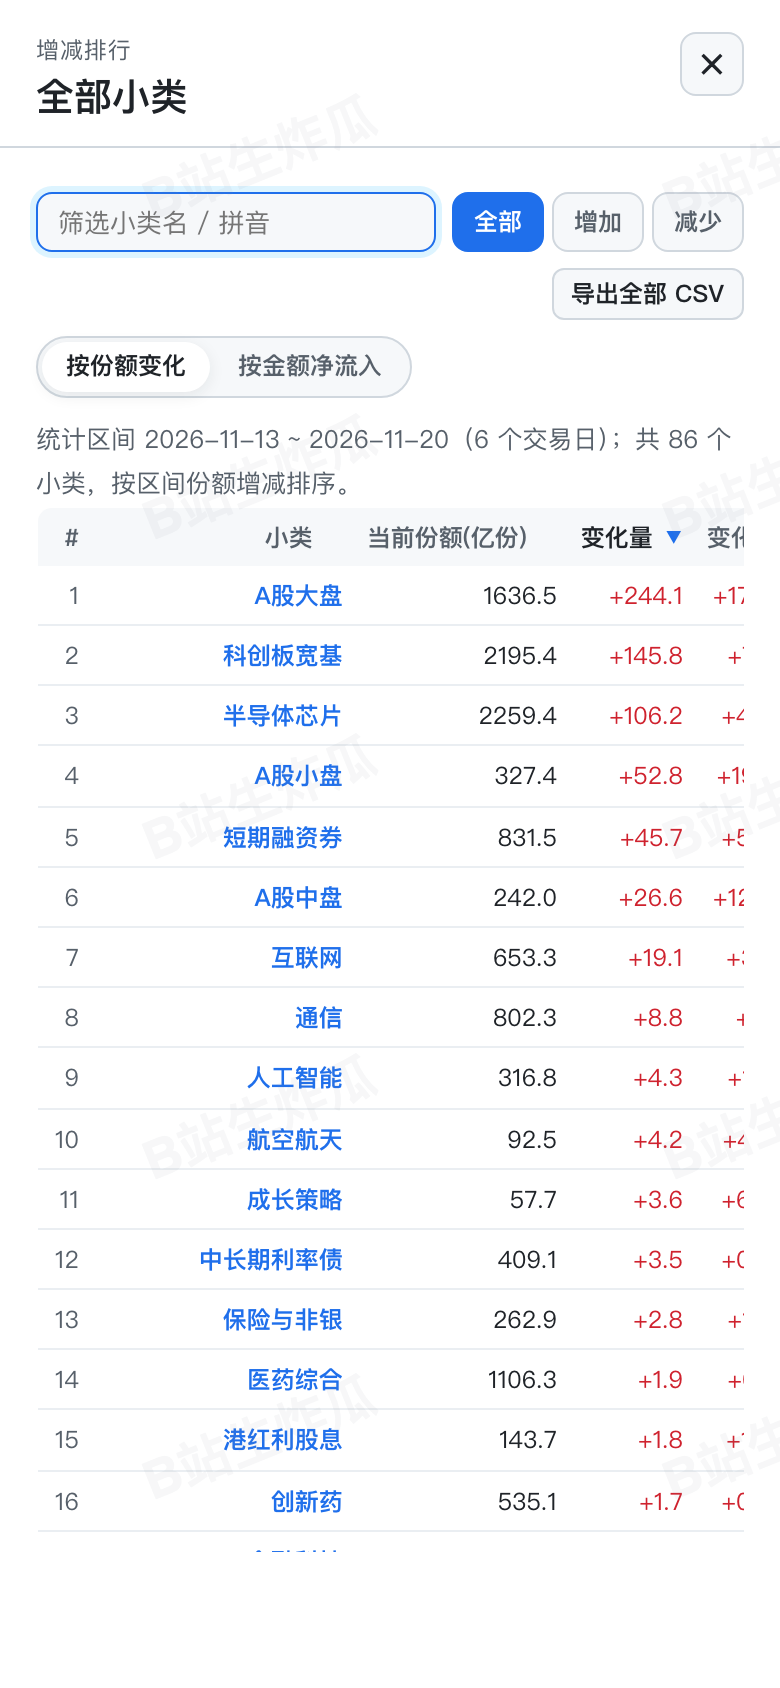 增减排行
全部小类
筛选小类名 / 拼音
全部 增加 减少
导出全部 CSV
按份额变化 按金额净流入
统计区间 2026-11-13 ~ 2026-11-20（6 个交易日）；共 86 个
小类，按区间份额增减排序。
# 小类 当前份额(亿份) 变化量 ▼
1 A股大盘 1636.5 +244.1
2 科创板宽基 2195.4 +145.8
3 半导体芯片 2259.4 +106.2
4 A股小盘 327.4 +52.8
5 短期融资券 831.5 +45.7
6 A股中盘 242.0 +26.6
7 互联网 653.3 +19.1
8 通信 802.3 +8.8
9 人工智能 316.8 +4.3
10 航空航天 92.5 +4.2
11 成长策略 57.7 +3.6
12 中长期利率债 409.1 +3.5
13 保险与非银 262.9 +2.8
14 医药综合 1106.3 +1.9
15 港红利股息 143.7 +1.8
16 创新药 535.1 +1.7
B站生炸瓜